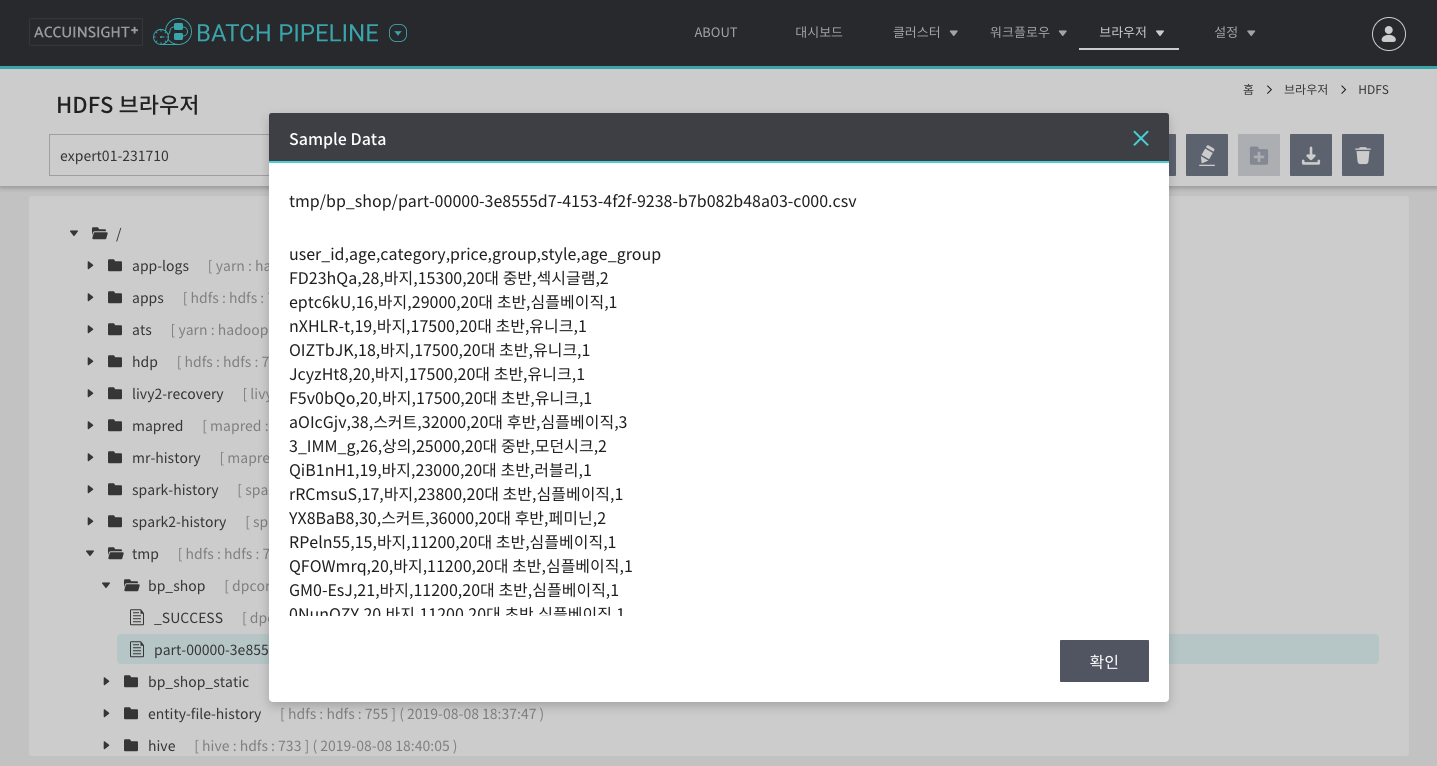 ACCUINSIGHT+ BATCH PIPELINE ABOUT 대시보드 클러스터 워크플로우 브라우저 설정
홈 > 브라우저 > HDFS
HDFS 브라우저
expert01-231710
Sample Data
tmp/bp_shop/part-00000-3e8555d7-4153-4f2f-9238-b7b082b48a03-c000.csv
user_id,age,category,price,group,style,age_group
FD23hQa,28,바지,15300,20대 중반,섹시글램,2
eptc6kU,16,바지,29000,20대 초반,심플베이직,1
nXHLR-t,19,바지,17500,20대 초반,유니크,1
OIZTbJK,18,바지,17500,20대 초반,유니크,1
JcyzHt8,20,바지,17500,20대 초반,유니크,1
F5v0bQo,20,바지,17500,20대 초반,유니크,1
aOIcGjv,38,스커트,32000,20대 후반,심플베이직,3
3_IMM_g,26,상의,25000,20대 중반,모던시크,2
QiB1nH1,19,바지,23000,20대 초반,러블리,1
rRCmsuS,17,바지,23800,20대 초반,심플베이직,1
YX8BaB8,30,스커트,36000,20대 후반,페미닌,2
RPeln55,15,바지,11200,20대 초반,심플베이직,1
QFOWmrq,20,바지,11200,20대 초반,심플베이직,1
GM0-EsJ,21,바지,11200,20대 초반,심플베이직,1
0NunOZY,20,바지,11200,20대 초반,심플베이직,1
확인
/
app-logs [ yarn : ha
apps [ hdfs : hdfs :
ats [ yarn : hadoop
hdp [ hdfs : hdfs : 7
livy2-recovery [ livy
mapred [ mapred :
mr-history [ mapre
spark-history [ spa
spark2-history [ sp
tmp [ hdfs : hdfs : 7
bp_shop [ dpcor
_SUCCESS [ dp
part-00000-3e855
bp_shop_static
entity-file-history [ hdfs : hdfs : 755 ] ( 2019-08-08 18:37:47 )
hive [ hive : hdfs : 733 ] ( 2019-08-08 18:40:05 )